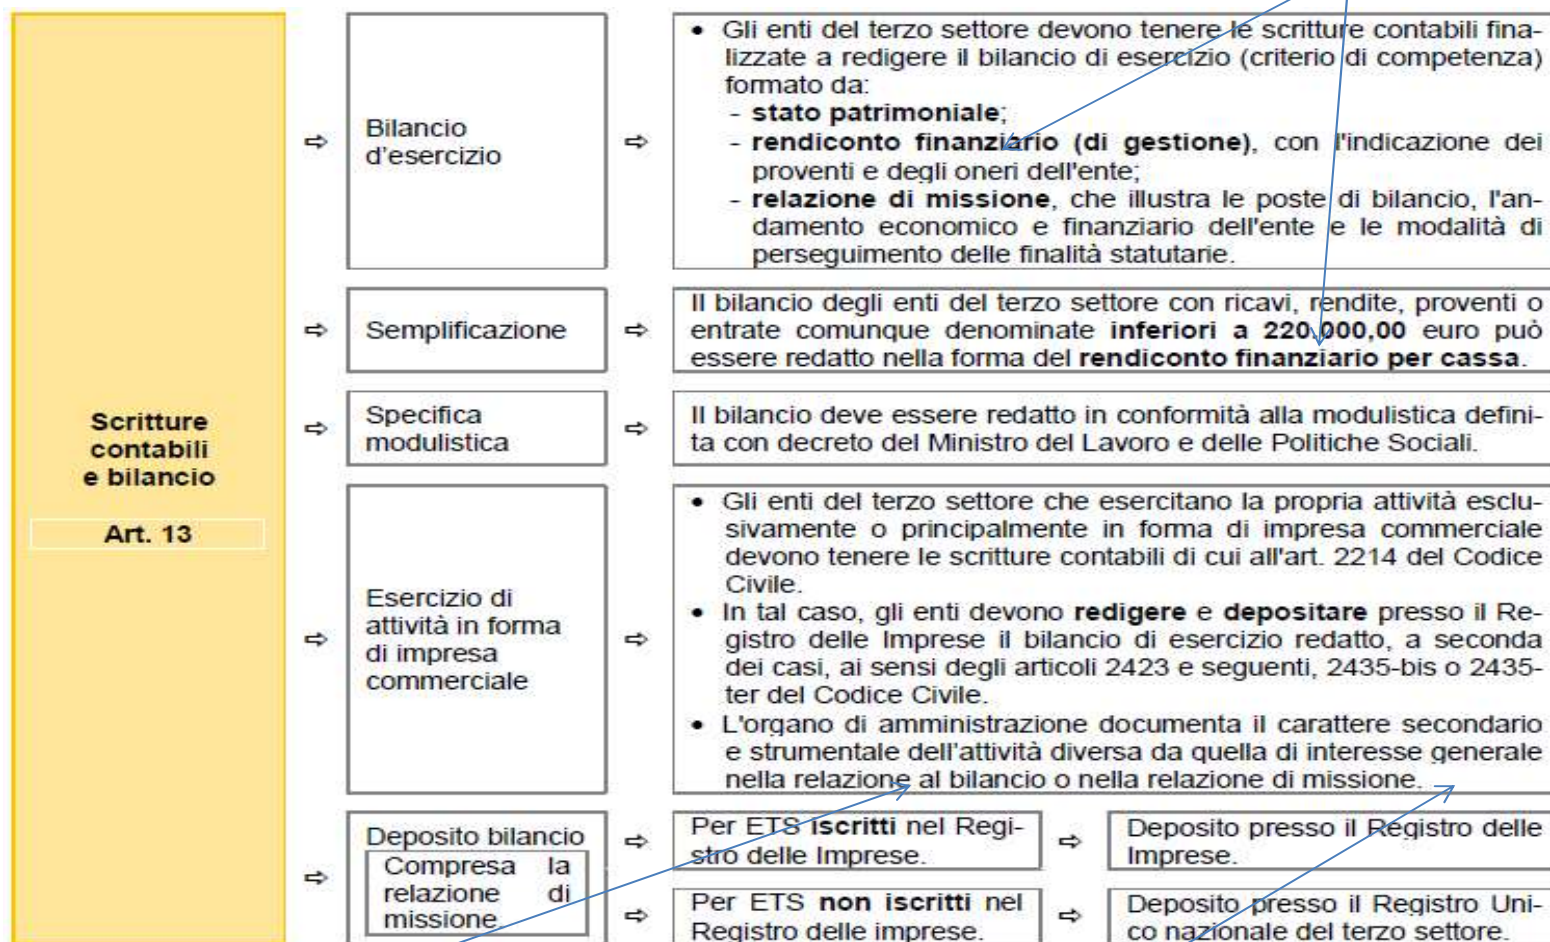 Scritture
contabili
e bilancio
Art. 13
Bilancio
d'esercizio
• Gli enti del terzo settore devono tenere le scritture contabili fina-
lizzate a redigere il bilancio di esercizio (criterio di competenza)
formato da:
- stato patrimoniale;
- rendiconto finanziario (di gestione), con l'indicazione dei
proventi e degli oneri dell'ente;
- relazione di missione, che illustra le poste di bilancio, l'an-
damento economico e finanziario dell'ente e le modalità di
perseguimento delle finalità statutarie.
Semplificazione
Il bilancio degli enti del terzo settore con ricavi, rendite, proventi o
entrate comunque denominate inferiori a 220.000,00 euro può
essere redatto nella forma del rendiconto finanziario per cassa.
Specifica
modulistica
Il bilancio deve essere redatto in conformità alla modulistica defini-
ta con decreto del Ministro del Lavoro e delle Politiche Sociali.
Esercizio di
attività in forma
di impresa
commerciale
• Gli enti del terzo settore che esercitano la propria attività esclu-
sivamente o principalmente in forma di impresa commerciale
devono tenere le scritture contabili di cui all'art. 2214 del Codice
Civile.
• In tal caso, gli enti devono redigere e depositare presso il Re-
gistro delle Imprese il bilancio di esercizio redatto, a seconda
dei casi, ai sensi degli articoli 2423 e seguenti, 2435-bis o 2435-
ter del Codice Civile.
• L'organo di amministrazione documenta il carattere secondario
e strumentale dell'attività diversa da quella di interesse generale
nella relazione al bilancio o nella relazione di missione.
Deposito bilancio
Compresa la
relazione di
missione.
Per ETS iscritti nel Regi-
stro delle Imprese.
Deposito presso il Registro delle
Imprese.
Per ETS non iscritti nel
Registro delle imprese.
Deposito presso il Registro Uni-
co nazionale del terzo settore.